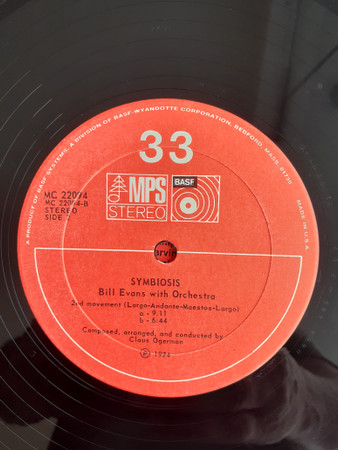 A PRODUCT OF BASF SYSTEMS, A DIVISION OF BASF-WYANDOTTE CORPORATION, BEDFORD, MASS. 01730
MADE IN U.S.A.
33
MPS
STEREO
BASF
MC 22094
MC 22094-B
STEREO
SIDE 2
SYMBIOSIS
Bill Evans with Orchestra
2nd movement (Largo-Andante-Maestoso-Largo)
a - 9:11
b - 6:44
Composed, arranged, and conducted by
Claus Ogerman
Ⓟ 1974